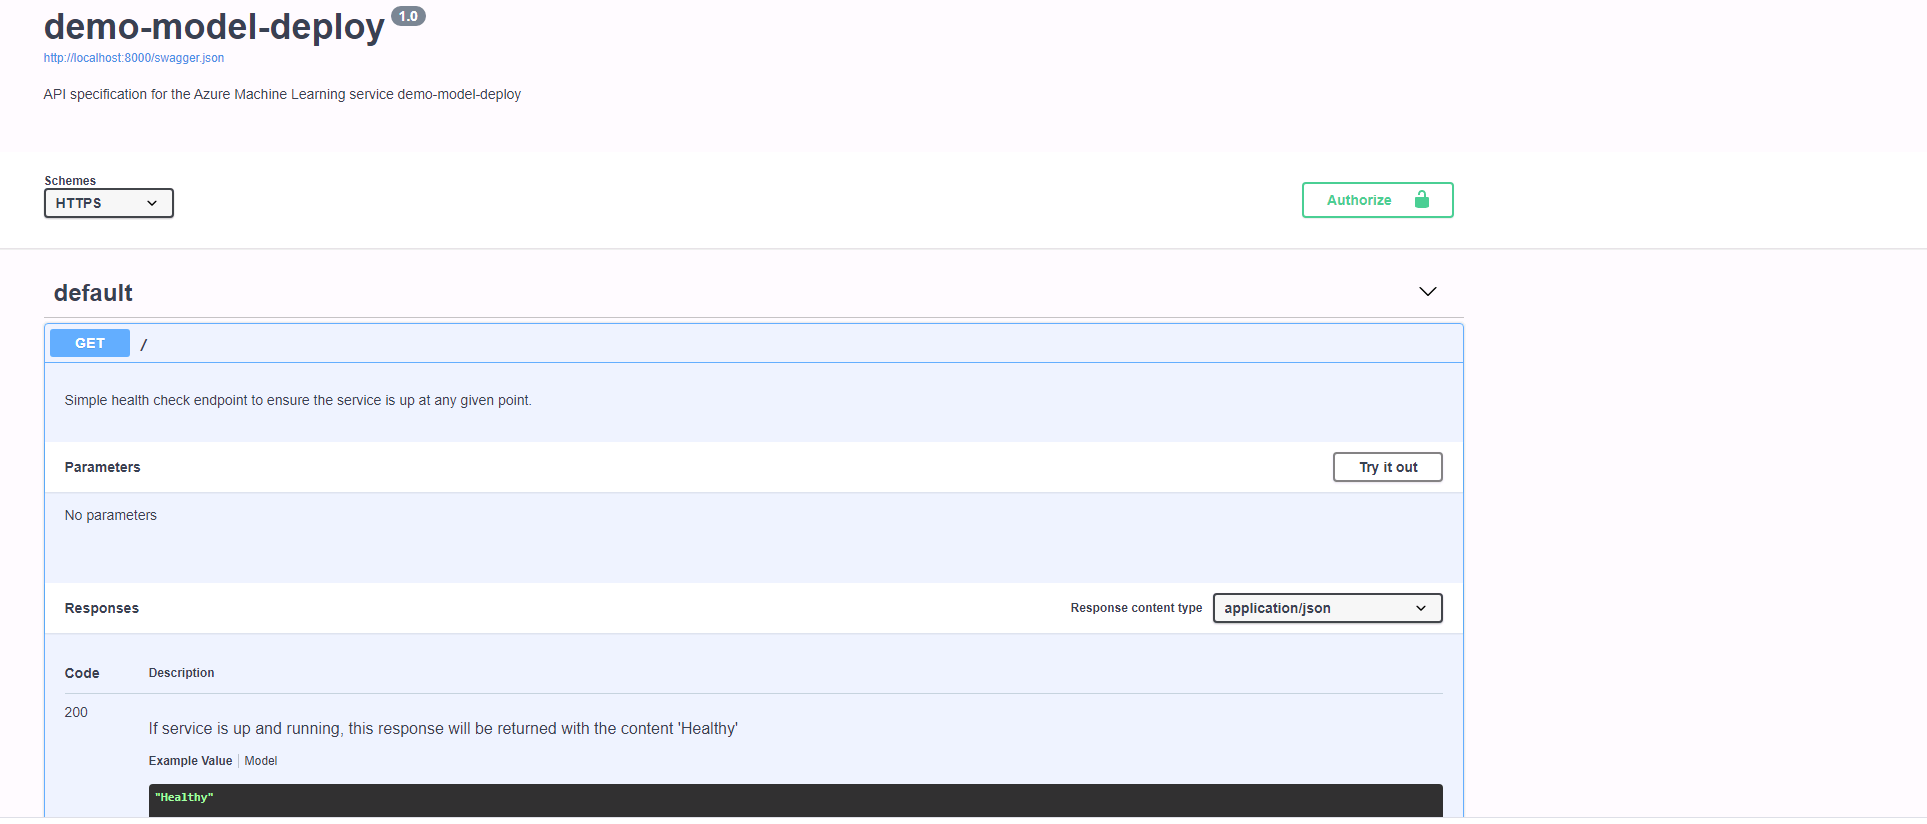 demo-model-deploy 1.0
http://localhost:8000/swagger.json
API specification for the Azure Machine Learning service demo-model-deploy
Schemes
HTTPS
Authorize
default
GET /
Simple health check endpoint to ensure the service is up at any given point.
Parameters
Try it out
No parameters
Responses
Response content type
application/json
Code Description
200
If service is up and running, this response will be returned with the content 'Healthy'
Example Value Model
"Healthy"